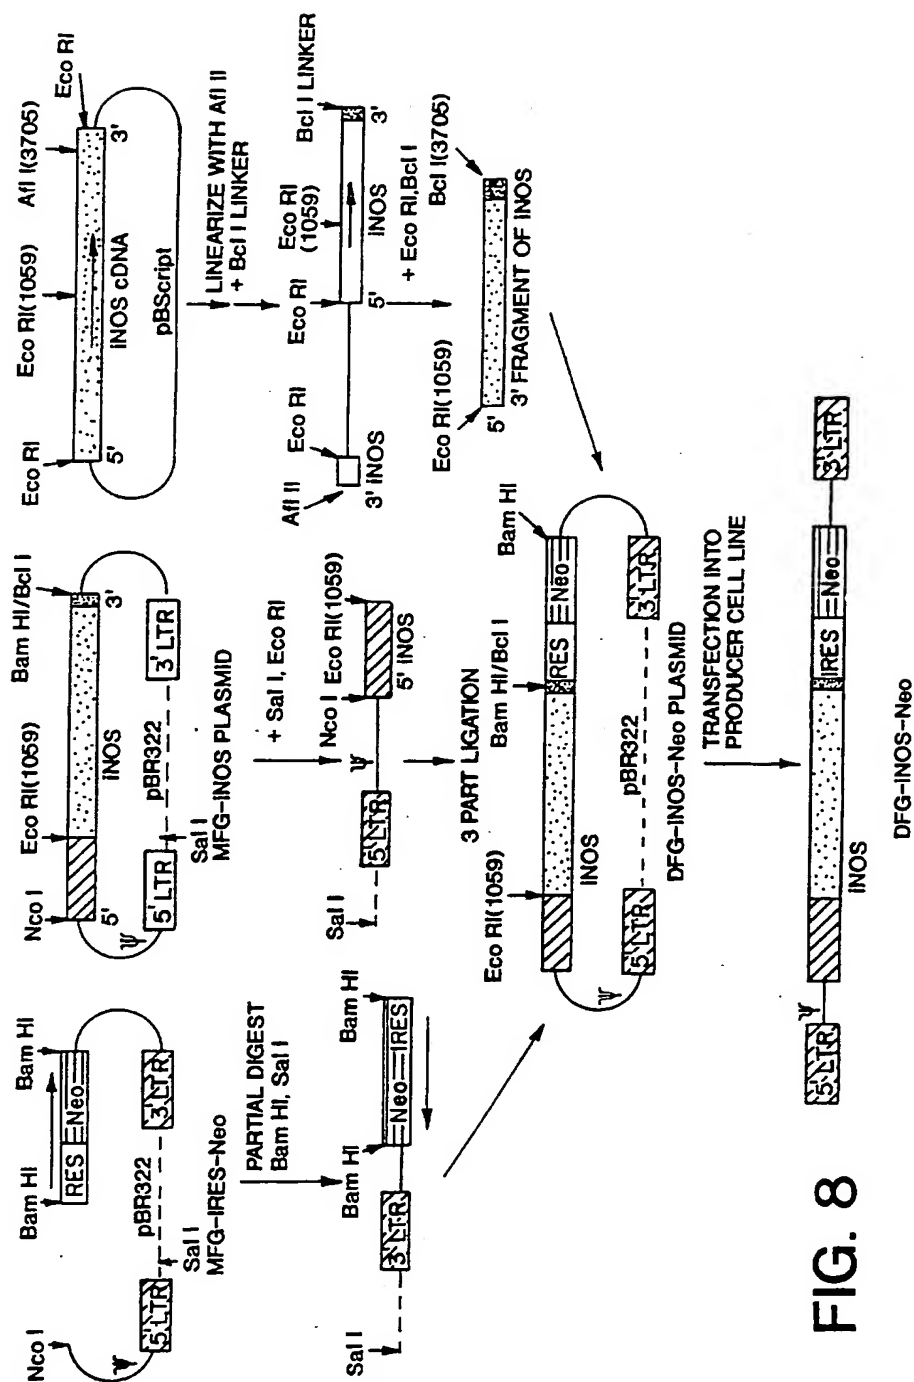 Nco I
Bam HI
Bam HI
RES
Neo
ψ
5' LTR
pBR322
3' LTR
Sal I
MFG-IRES-Neo
PARTIAL DIGEST
Bam HI, Sal I
Bam HI
Bam HI
Sal I
3' LTR
Neo
IRES
Nco I
Eco RI(1059)
Bam HI/Bcl I
5'
iNOS
3'
ψ
5' LTR
pBR322
3' LTR
Sal I
MFG-iNOS PLASMID
+ Sal I, Eco RI
Nco I
Eco RI(1059)
Sal I
5' LTR
ψ
5' iNOS
3 PART LIGATION
Eco RI
Eco RI(1059)
Afl I(3705)
Eco RI
5'
iNOS cDNA
3'
pBScript
LINEARIZE WITH Afl II
+ Bcl I LINKER
Afl II
Eco RI
Eco RI
Eco RI
(1059)
Bcl I LINKER
3' iNOS
5'
iNOS
3'
+ Eco RI,Bcl I
Eco RI(1059)
Bcl I(3705)
5'
3' FRAGMENT OF iNOS
Eco RI(1059)
Bam HI/Bcl I
Bam HI
iNOS
RES
Neo
ψ
5' LTR
pBR322
3' LTR
DFG-iNOS-Neo PLASMID
TRANSFECTION INTO
PRODUCER CELL LINE
5' LTR
ψ
iNOS
IRES
Neo
3' LTR
DFG-iNOS-Neo
FIG. 8